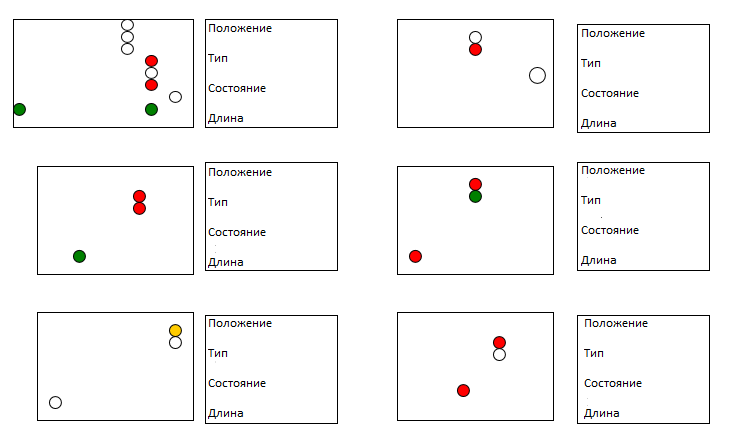 Положение
Тип
Состояние
Длина
Положение
Тип
Состояние
Длина
Положение
Тип
Состояние
Длина
Положение
Тип
Состояние
Длина
Положение
Тип
Состояние
Длина
Положение
Тип
Состояние
Длина